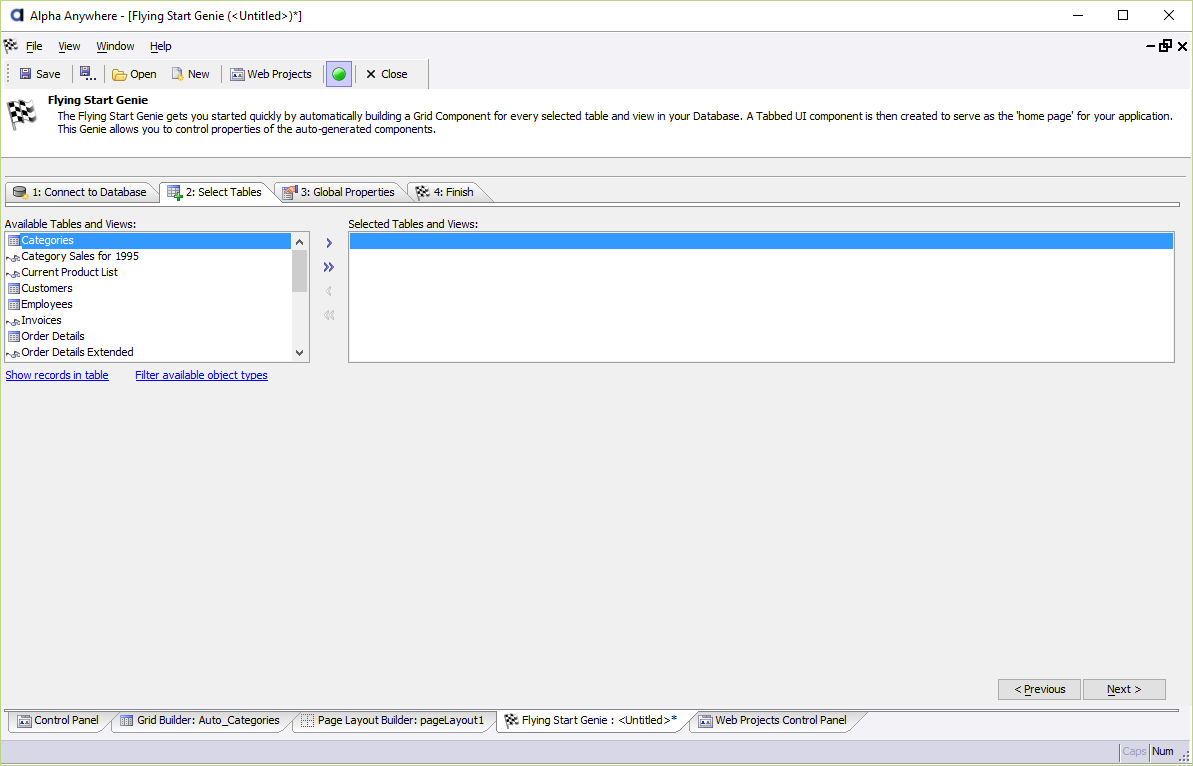 Alpha Anywhere - [Flying Start Genie (<Untitled>)*]
File View Window Help
Save Open New Web Projects Close
Flying Start Genie
The Flying Start Genie gets you started quickly by automatically building a Grid Component for every selected table and view in your Database. A Tabbed UI component is then created to serve as the 'home page' for your application.
This Genie allows you to control properties of the auto-generated components.
1: Connect to Database 2: Select Tables 3: Global Properties 4: Finish
Available Tables and Views: Selected Tables and Views:
Categories
Category Sales for 1995
Current Product List
Customers
Employees
Invoices
Order Details
Order Details Extended
Show records in table Filter available object types
< Previous Next >
Control Panel Grid Builder: Auto_Categories Page Layout Builder: pageLayout1 Flying Start Genie : <Untitled>* Web Projects Control Panel
Caps Num